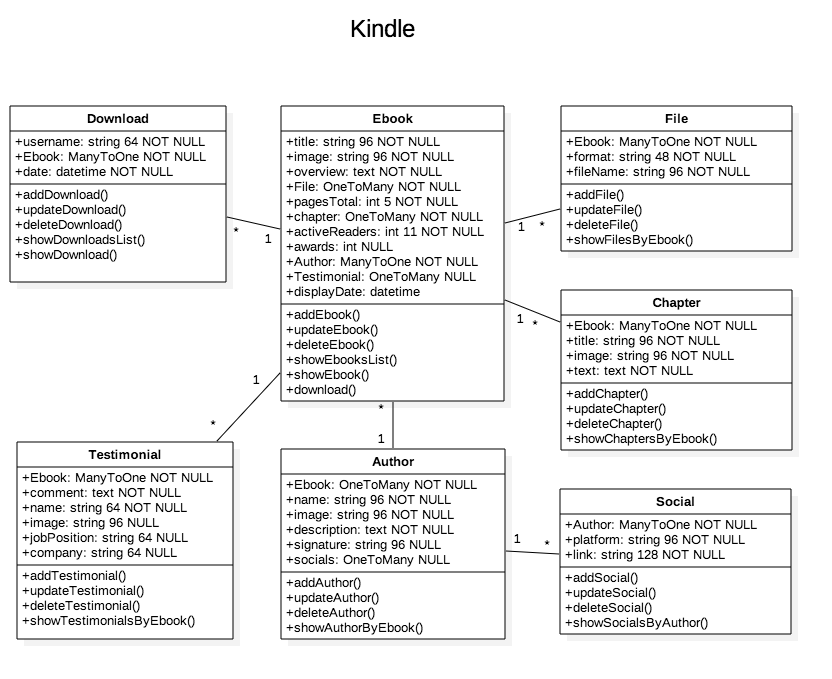 Kindle
Download
+username: string 64 NOT NULL
+Ebook: ManyToOne NOT NULL
+date: datetime NOT NULL
+addDownload()
+updateDownload()
+deleteDownload()
+showDownloadsList()
+showDownload()
*
1
Ebook
+title: string 96 NOT NULL
+image: string 96 NOT NULL
+overview: text NOT NULL
+File: OneToMany NOT NULL
+pagesTotal: int 5 NOT NULL
+chapter: OneToMany NOT NULL
+activeReaders: int 11 NOT NULL
+awards: int NULL
+Author: ManyToOne NOT NULL
+Testimonial: OneToMany NULL
+displayDate: datetime
+addEbook()
+updateEbook()
+deleteEbook()
+showEbooksList()
+showEbook()
+download()
1 *
File
+Ebook: ManyToOne NOT NULL
+format: string 48 NOT NULL
+fileName: string 96 NOT NULL
+addFile()
+updateFile()
+deleteFile()
+showFilesByEbook()
1 *
Chapter
+Ebook: ManyToOne NOT NULL
+title: string 96 NOT NULL
+image: string 96 NOT NULL
+text: text NOT NULL
+addChapter()
+updateChapter()
+deleteChapter()
+showChaptersByEbook()
1
*
Testimonial
+Ebook: ManyToOne NOT NULL
+comment: text NOT NULL
+name: string 64 NOT NULL
+image: string 96 NULL
+jobPosition: string 64 NULL
+company: string 64 NULL
+addTestimonial()
+updateTestimonial()
+deleteTestimonial()
+showTestimonialsByEbook()
*
1
Author
+Ebook: OneToMany NOT NULL
+name: string 96 NOT NULL
+image: string 96 NOT NULL
+description: text NOT NULL
+signature: string 96 NULL
+socials: OneToMany NULL
+addAuthor()
+updateAuthor()
+deleteAuthor()
+showAuthorByEbook()
1 *
Social
+Author: ManyToOne NOT NULL
+platform: string 96 NOT NULL
+link: string 128 NOT NULL
+addSocial()
+updateSocial()
+deleteSocial()
+showSocialsByAuthor()